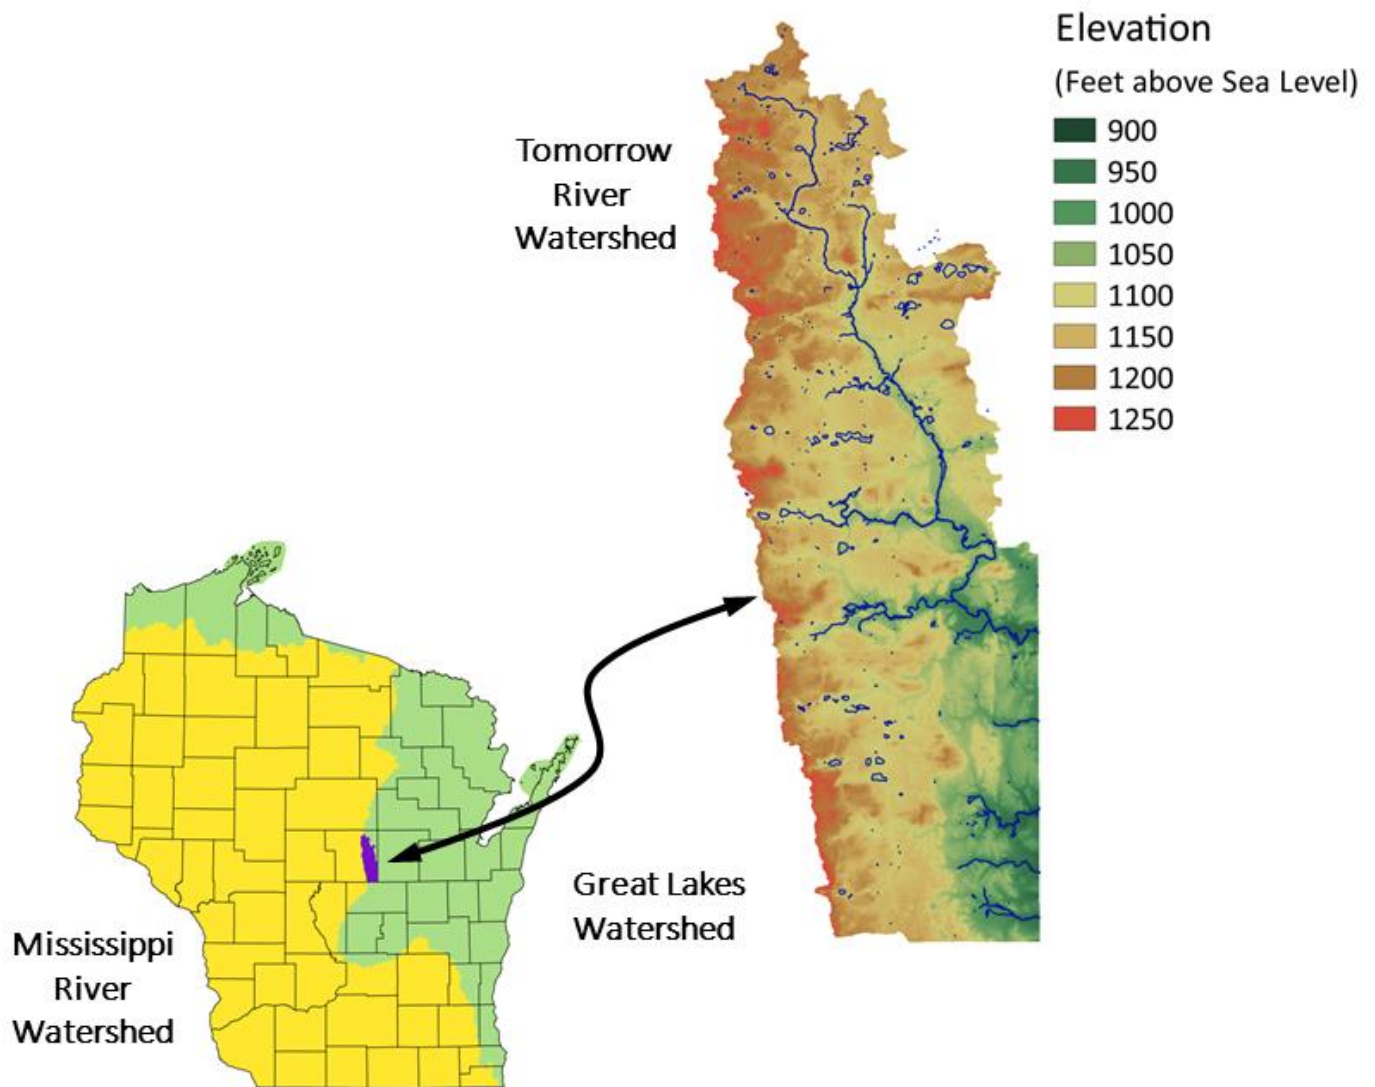 Elevation
(Feet above Sea Level)
900
950
1000
1050
1100
1150
1200
1250
Tomorrow
River
Watershed
Great Lakes
Watershed
Mississippi
River
Watershed